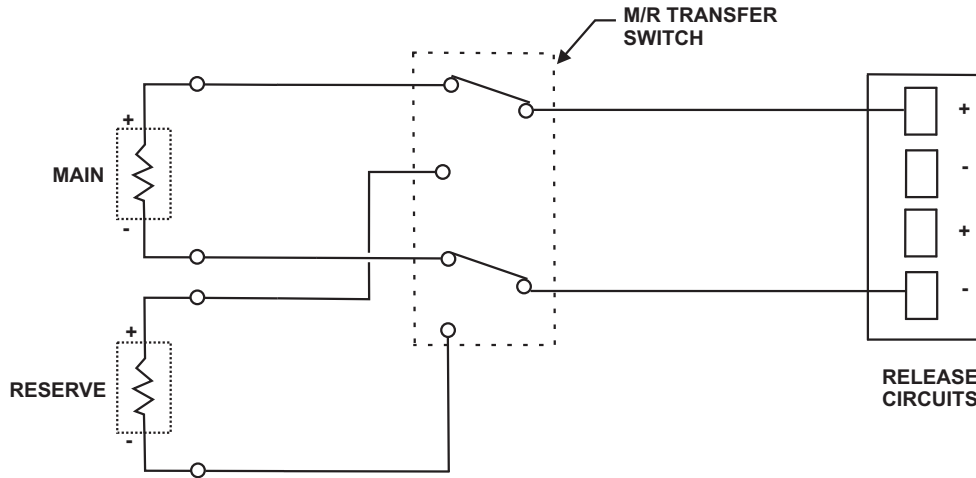 M/R TRANSFER
SWITCH
+
MAIN
-
+
RESERVE
-
+
-
+
-
RELEASE
CIRCUITS